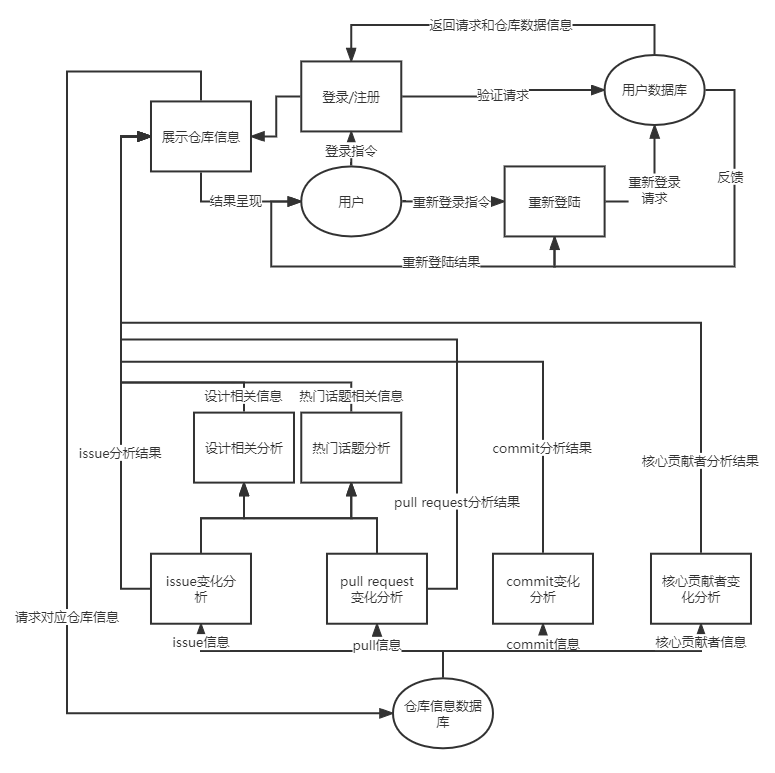 返回请求和仓库数据信息
登录/注册
验证请求
用户数据库
展示仓库信息
登录指令
结果呈现
用户
重新登录指令
重新登陆
重新登录
请求
反馈
重新登陆结果
设计相关信息
热门话题相关信息
issue分析结果
设计相关分析
热门话题分析
commit分析结果
核心贡献者分析结果
pull request分析结果
issue变化分
析
pull request
变化分析
commit变化
分析
核心贡献者变
化分析
请求对应仓库信息
issue信息
pull信息
commit信息
核心贡献者信息
仓库信息数据
库